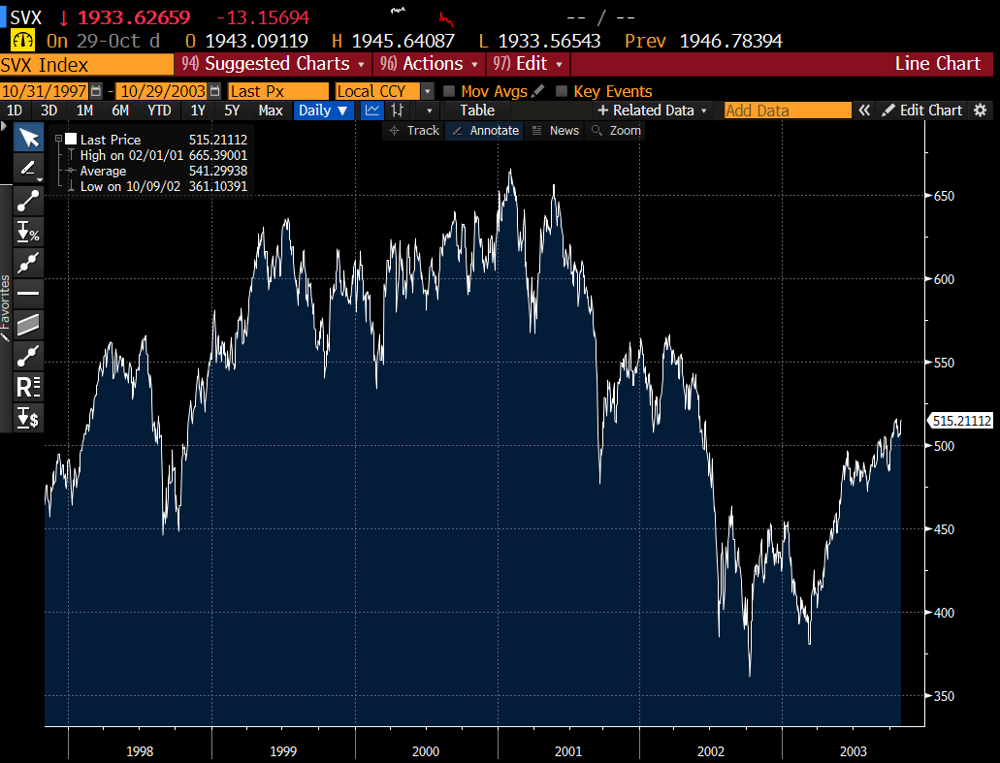 SVX ↓ 1933.62659 -13.15694 -- / --
On 29-Oct d O 1943.09119 H 1945.64087 L 1933.56543 Prev 1946.78394
SVX Index 94) Suggested Charts 96) Actions 97) Edit Line Chart
10/31/1997 - 10/29/2003 Last Px Local CCY Mov Avgs Key Events
1D 3D 1M 6M YTD 1Y 5Y Max Daily ▼ Table + Related Data Add Data « Edit Chart
Track Annotate News Zoom
Last Price 515.21112
High on 02/01/01 665.39001
Average 541.29938
Low on 10/09/02 361.10391
%
Favorites
R
$
650
600
550
515.21112
500
450
400
350
1998 1999 2000 2001 2002 2003